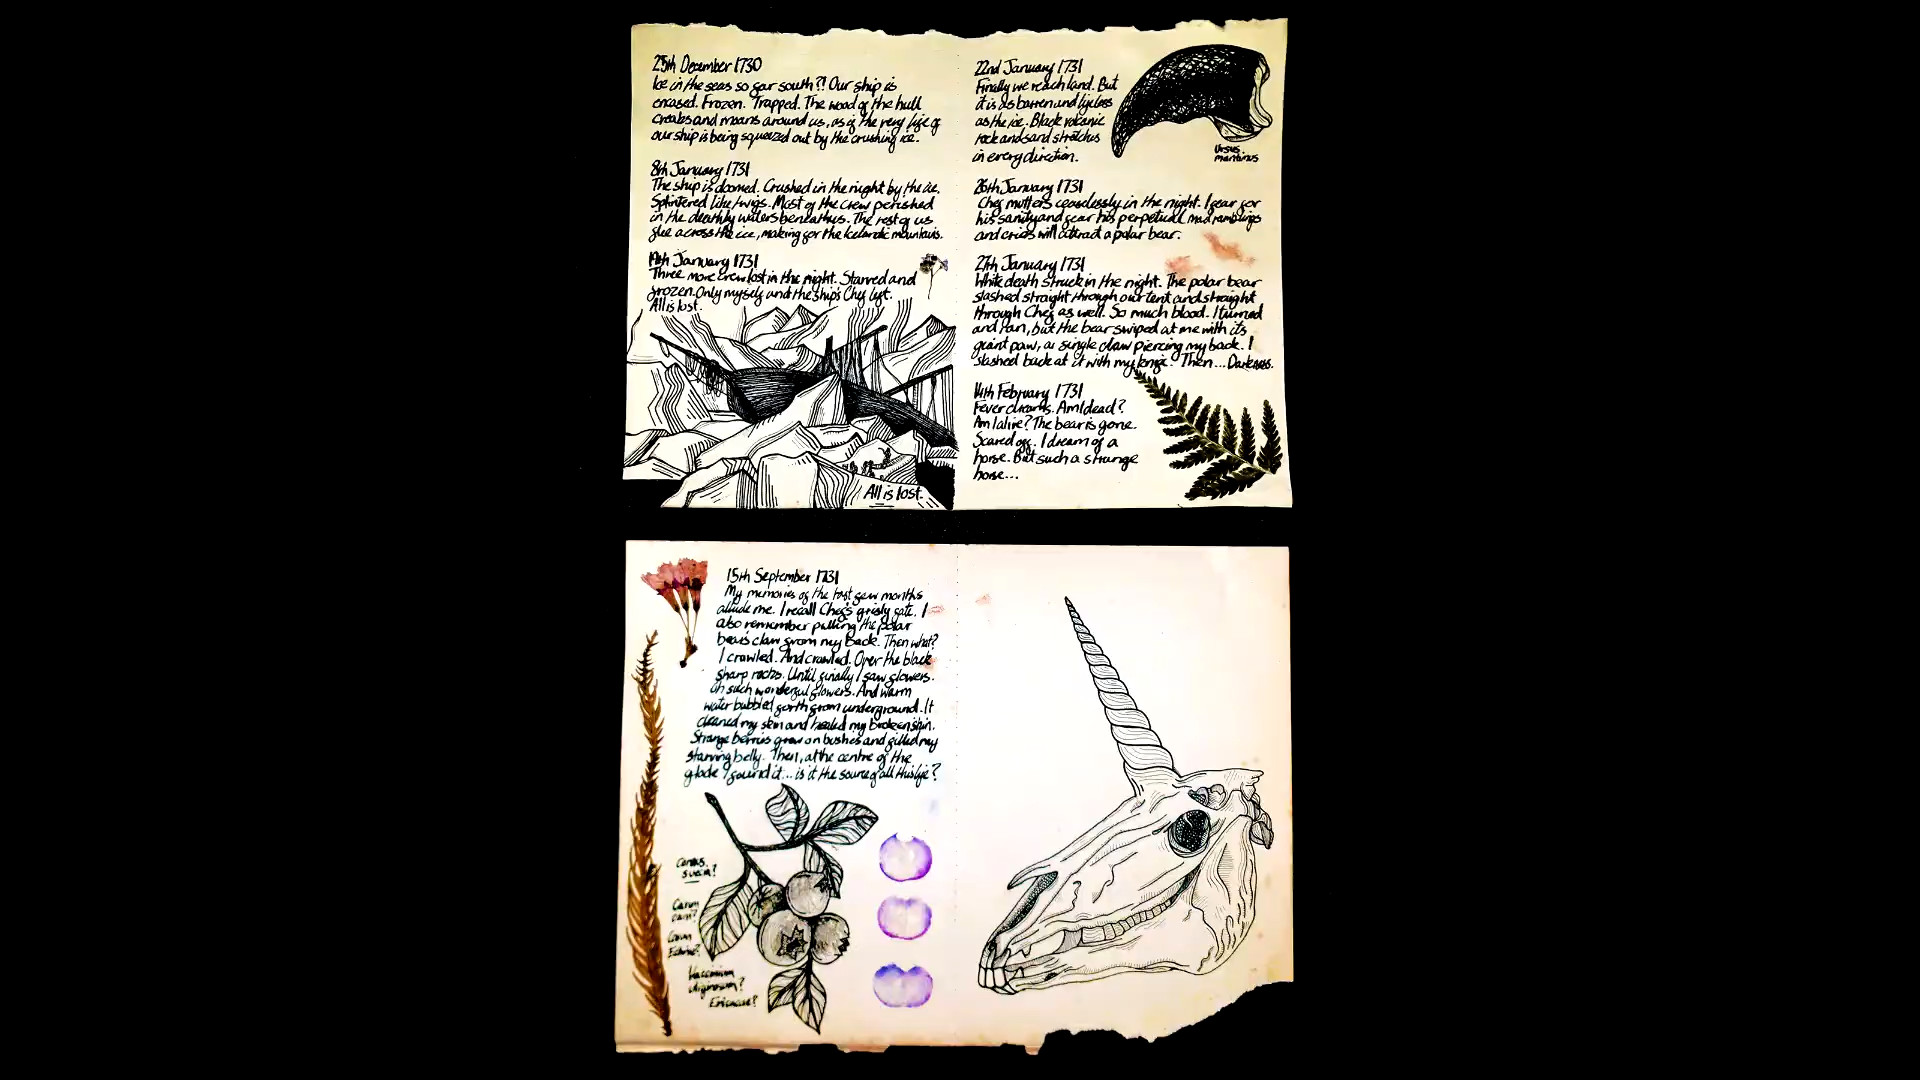 25th December 1730
Ice in the seas so far south?! Our ship is
encased. Frozen. Trapped. The wood of the hull
creaks and moans around us, as if the very life of
our ship is being squeezed out by the crushing ice.
8th January 1731
The ship is doomed. Crushed in the night by the ice.
Splintered like twigs. Most of the crew perished
in the deathly waters beneath us. The rest of us
flee across the ice, making for the Icelandic mountains.
19th January 1731
Three more crew lost in the night. Starved and
frozen. Only myself and the ship's Chef left.
All is lost.
All is lost.
22nd January 1731
Finally we reach land. But
it is as barren and lifeless
as the ice. Black volcanic
rock and sand stretches
in every direction.
Ursus
maritinus
26th January 1731
Chef mutters ceaselessly in the night. I fear for
his sanity and fear his perpetual mad ramblings
and cries will attract a polar bear.
27th January 1731
White death struck in the night. The polar bear
slashed straight through our tent and straight
through Chef as well. So much blood. I turned
and ran, but the bear swiped at me with its
giant paw, a single claw piercing my back. I
slashed back at it with my knife. Then... Darkness.
14th February 1731
Fever dreams. Am I dead?
Am I alive? The bear is gone.
Scared off. I dream of a
horse. But such a strange
horse...
15th September 1731
My memories of the last few months
allude me. I recall Chef's grisly fate. I
also remember pulling the polar
bear's claw from my back. Then what?
I crawled. And crawled. Over the black
sharp rocks. Until finally I saw flowers.
Oh such wonderful flowers. And warm
water bubbled forth from underground. It
cleaned my skin and healed my broken skin.
Strange berries grew on bushes and filled my
starving belly. Then, at the centre of the
glade I found it... is it the source of all this life?
Cornus
suecia?
Carum
carvi?
Vaccinium
uliginosum?
Ericaceae?